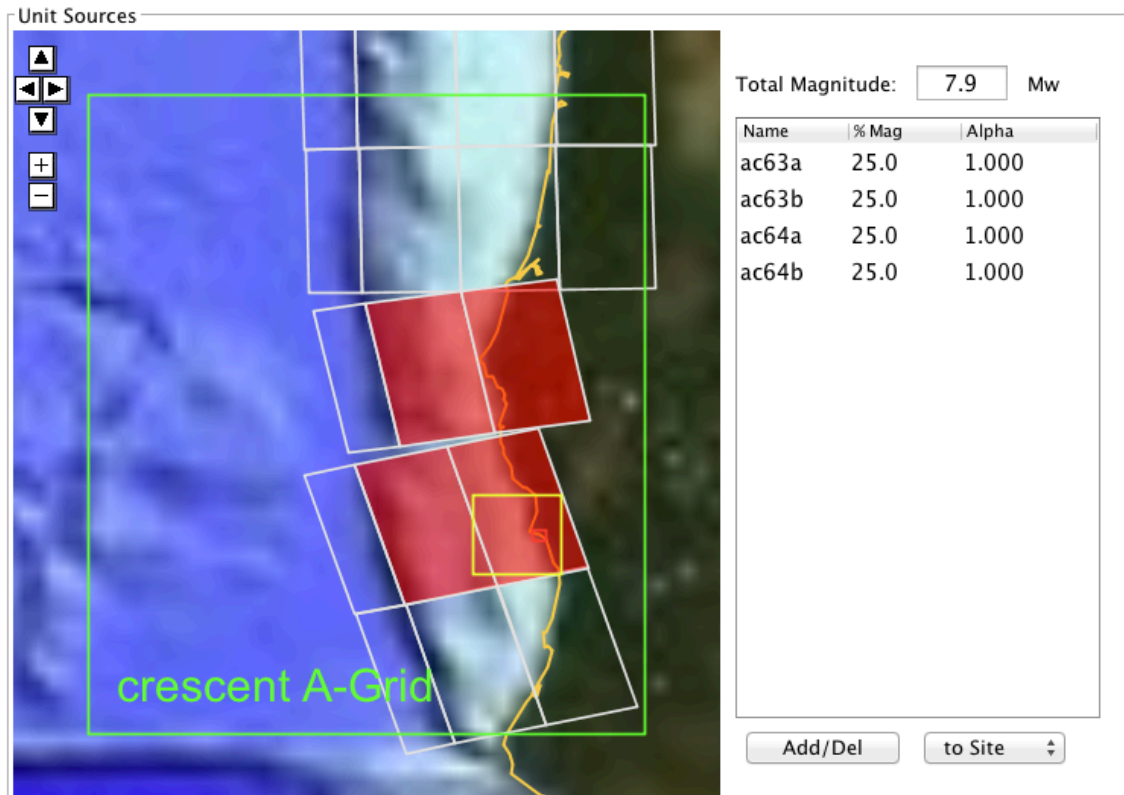 Unit Sources
Total Magnitude: 7.9 Mw
Name % Mag Alpha
ac63a 25.0 1.000
ac63b 25.0 1.000
ac64a 25.0 1.000
ac64b 25.0 1.000
crescent A-Grid
Add/Del to Site